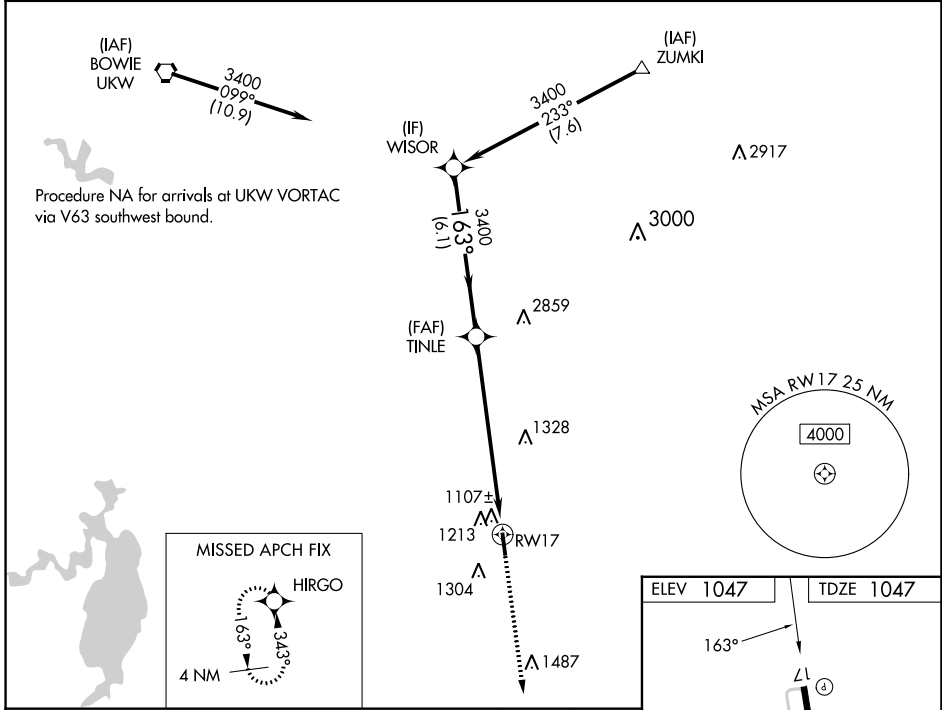 (IAF)
BOWIE
UKW
3400
099°
(10.9)
(IAF)
ZUMKI
3400
233°
(7.6)
(IF)
WISOR
2917
Procedure NA for arrivals at UKW VORTAC
via V63 southwest bound.
3400
163°
(6.1)
3000
2859
(FAF)
TINLE
MSA RW17 25 NM
4000
1328
1107±
1213
RW17
1304
MISSED APCH FIX
HIRGO
163°
343°
4 NM
1487
ELEV 1047
TDZE 1047
163°
17
P